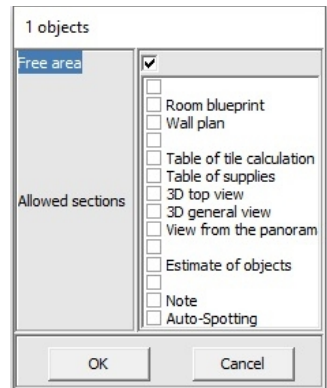 1 objects
Free area
Allowed sections
Room blueprint
Wall plan
Table of tile calculation
Table of supplies
3D top view
3D general view
View from the panoram
Estimate of objects
Note
Auto-Spotting
OK
Cancel